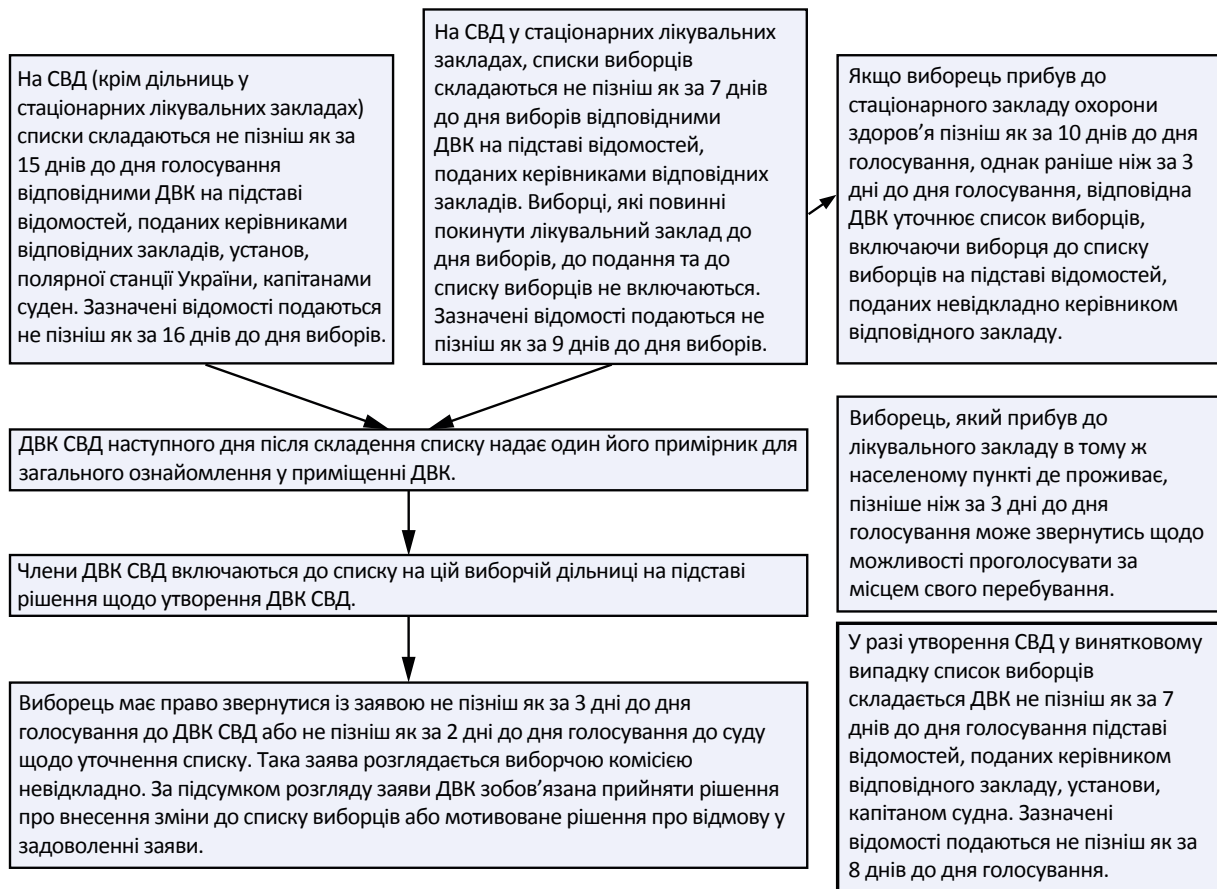 На СВД (крім дільниць у
стаціонарних лікувальних закладах)
списки складаються не пізніш як за
15 днів до дня голосування
відповідними ДВК на підставі
відомостей, поданих керівниками
відповідних закладів, установ,
полярної станції України, капітанами
суден. Зазначені відомості подаються
не пізніш як за 16 днів до дня виборів.
На СВД у стаціонарних лікувальних
закладах, списки виборців
складаються не пізніш як за 7 днів
до дня виборів відповідними
ДВК на підставі відомостей,
поданих керівниками відповідних
закладів. Виборці, які повинні
покинути лікувальний заклад до
дня виборів, до подання та до
списку виборців не включаються.
Зазначені відомості подаються не
пізніш як за 9 днів до дня виборів.
Якщо виборець прибув до
стаціонарного закладу охорони
здоров’я пізніш як за 10 днів до дня
голосування, однак раніше ніж за 3
дні до дня голосування, відповідна
ДВК уточнює список виборців,
включаючи виборця до списку
виборців на підставі відомостей,
поданих невідкладно керівником
відповідного закладу.
ДВК СВД наступного дня після складення списку надає один його примірник для
загального ознайомлення у приміщенні ДВК.
Члени ДВК СВД включаються до списку на цій виборчій дільниці на підставі
рішення щодо утворення ДВК СВД.
Виборець має право звернутися із заявою не пізніш як за 3 дні до дня
голосування до ДВК СВД або не пізніш як за 2 дні до дня голосування до суду
щодо уточнення списку. Така заява розглядається виборчою комісією
невідкладно. За підсумком розгляду заяви ДВК зобов’язана прийняти рішення
про внесення зміни до списку виборців або мотивоване рішення про відмову у
задоволенні заяви.
Виборець, який прибув до
лікувального закладу в тому ж
населеному пункті де проживає,
пізніше ніж за 3 дні до дня
голосування може звернутись щодо
можливості проголосувати за
місцем свого перебування.
У разі утворення СВД у винятковому
випадку список виборців
складається ДВК не пізніш як за 7
днів до дня голосування підставі
відомостей, поданих керівником
відповідного закладу, установи,
капітаном судна. Зазначені
відомості подаються не пізніш як за
8 днів до дня голосування.